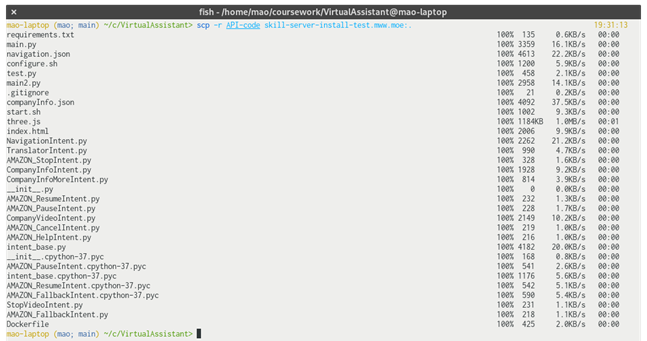 fish - /home/mao/coursework/VirtualAssistant@mao-laptop
mao-laptop (mao; main) ~/c/VirtualAssistant> scp -r API-code skill-server-install-test.mww.moe:. 19:31:13
requirements.txt 100% 135 0.6KB/s 00:00
main.py 100% 3359 16.1KB/s 00:00
navigation.json 100% 4613 22.2KB/s 00:00
configure.sh 100% 1200 5.9KB/s 00:00
test.py 100% 458 2.1KB/s 00:00
main2.py 100% 2958 14.1KB/s 00:00
.gitignore 100% 21 0.2KB/s 00:00
companyInfo.json 100% 4092 37.5KB/s 00:00
start.sh 100% 1002 9.3KB/s 00:00
three.js 100% 1184KB 1.0MB/s 00:01
index.html 100% 2006 9.9KB/s 00:00
NavigationIntent.py 100% 2262 21.2KB/s 00:00
TranslatorIntent.py 100% 990 4.7KB/s 00:00
AMAZON_StopIntent.py 100% 328 1.6KB/s 00:00
CompanyInfoIntent.py 100% 1928 9.2KB/s 00:00
CompanyInfoMoreIntent.py 100% 814 3.9KB/s 00:00
__init__.py 100% 0 0.0KB/s 00:00
AMAZON_ResumeIntent.py 100% 232 1.3KB/s 00:00
AMAZON_PauseIntent.py 100% 228 1.7KB/s 00:00
CompanyVideoIntent.py 100% 2149 10.2KB/s 00:00
AMAZON_CancelIntent.py 100% 219 1.0KB/s 00:00
AMAZON_HelpIntent.py 100% 216 1.0KB/s 00:00
intent_base.py 100% 4182 20.0KB/s 00:00
__init__.cpython-37.pyc 100% 168 0.8KB/s 00:00
AMAZON_PauseIntent.cpython-37.pyc 100% 541 2.6KB/s 00:00
intent_base.cpython-37.pyc 100% 1176 5.6KB/s 00:00
AMAZON_ResumeIntent.cpython-37.pyc 100% 542 5.1KB/s 00:00
AMAZON_FallbackIntent.cpython-37.pyc 100% 590 5.4KB/s 00:00
StopVideoIntent.py 100% 231 1.1KB/s 00:00
AMAZON_FallbackIntent.py 100% 218 1.1KB/s 00:00
Dockerfile 100% 425 2.0KB/s 00:00
mao-laptop (mao; main) ~/c/VirtualAssistant>